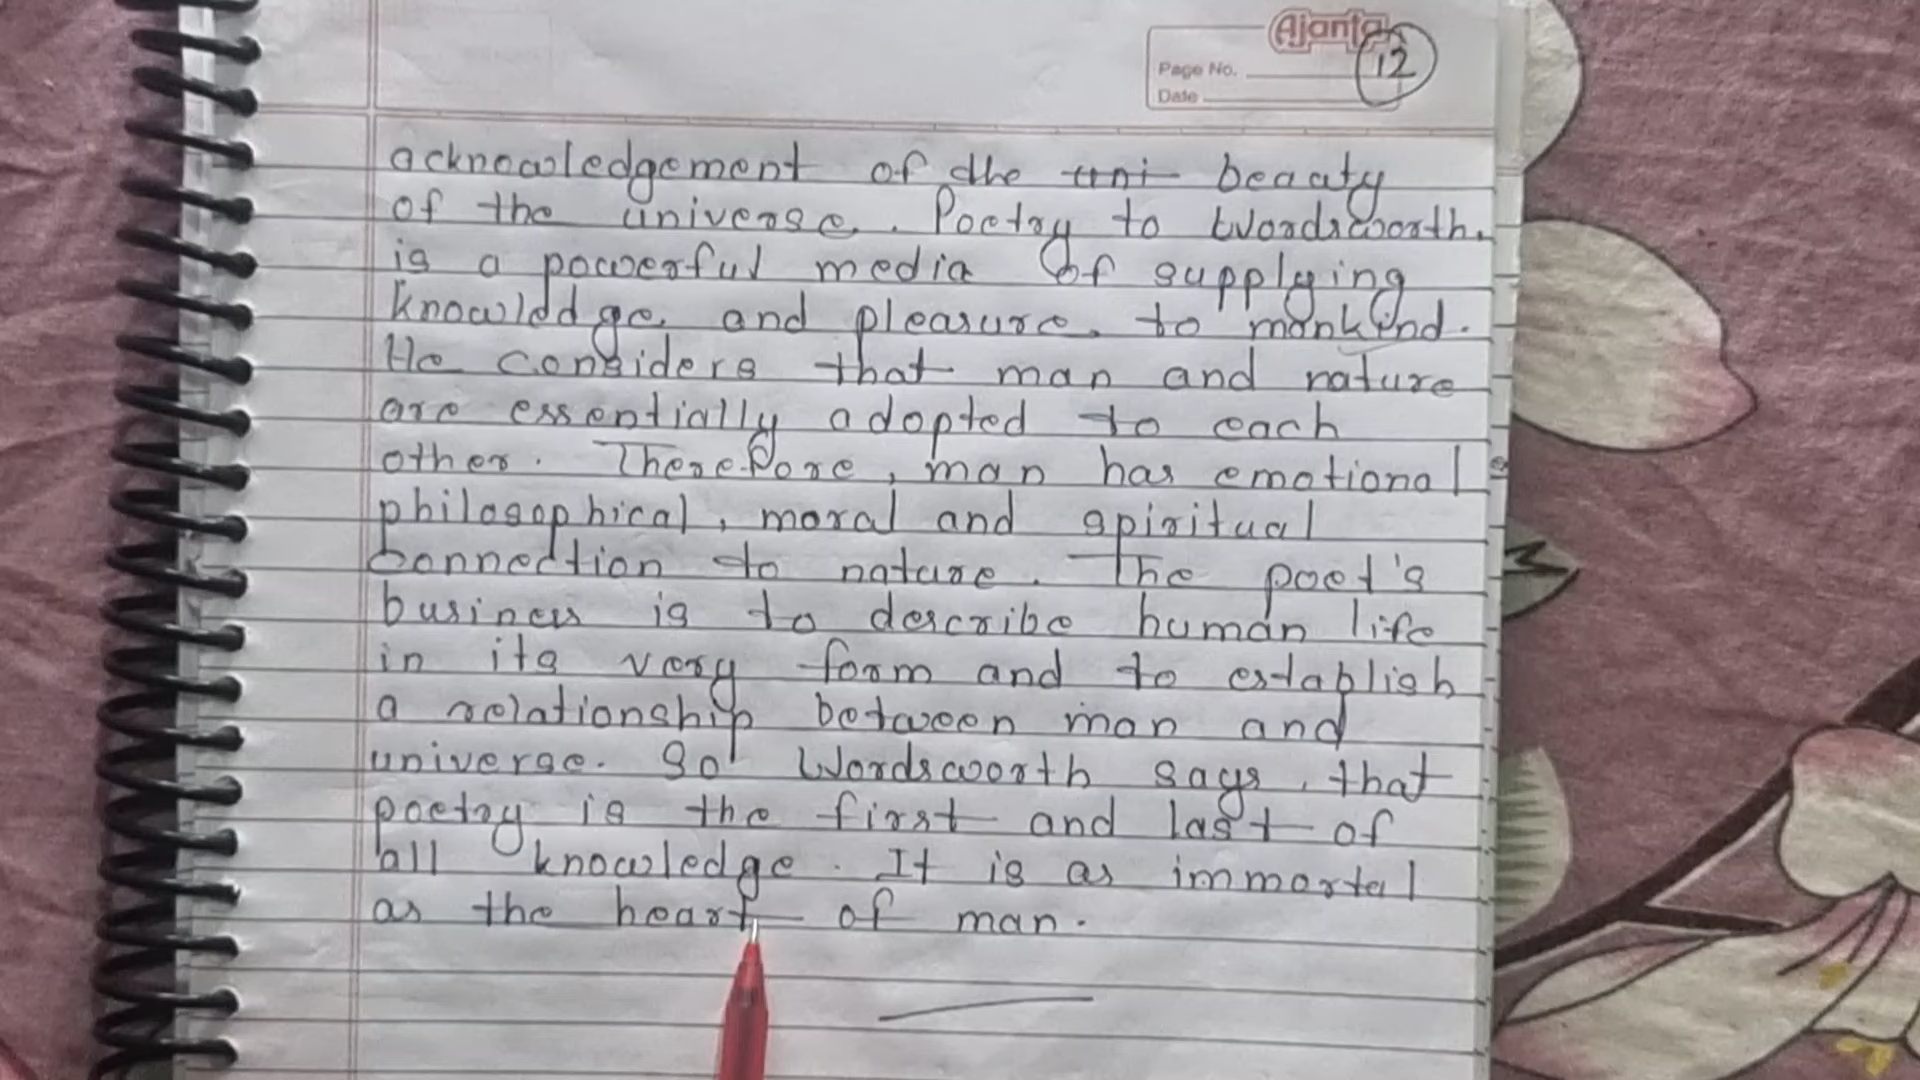 Ajanta
12
Page No.
Date
acknowledgement of the uni beauty
of the universe. Poetry to Wordsworth
is a powerful media of supplying
knowlddge and pleasure to mankind.
He considers that man and nature
are essentially adopted to each
other. Therefore, man has emotional
philosophical, moral and spiritual
connection to nature. The poet's
business is to describe human life
in its very form and to establish
a relationship between man and
universe. So Wordsworth says, that
poetry is the first and last of
all knowledge. It is as immortal
as the heart of man.